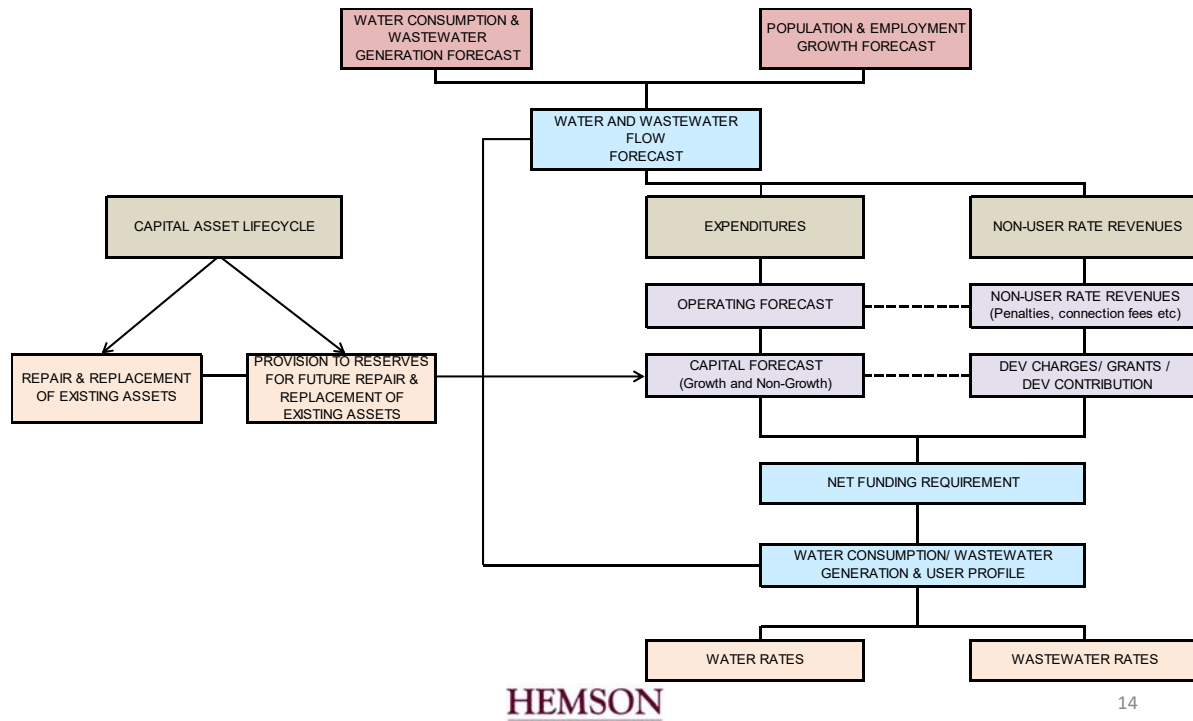 WATER CONSUMPTION &
WASTEWATER
GENERATION FORECAST
POPULATION & EMPLOYMENT
GROWTH FORECAST
WATER AND WASTEWATER
FLOW
FORECAST
CAPITAL ASSET LIFECYCLE
EXPENDITURES
NON-USER RATE REVENUES
OPERATING FORECAST
NON-USER RATE REVENUES
(Penalties, connection fees etc)
REPAIR & REPLACEMENT
OF EXISTING ASSETS
PROVISION TO RESERVES
FOR FUTURE REPAIR &
REPLACEMENT OF
EXISTING ASSETS
CAPITAL FORECAST
(Growth and Non-Growth)
DEV CHARGES/ GRANTS /
DEV CONTRIBUTION
NET FUNDING REQUIREMENT
WATER CONSUMPTION/ WASTEWATER
GENERATION & USER PROFILE
WATER RATES
WASTEWATER RATES
HEMSON
14